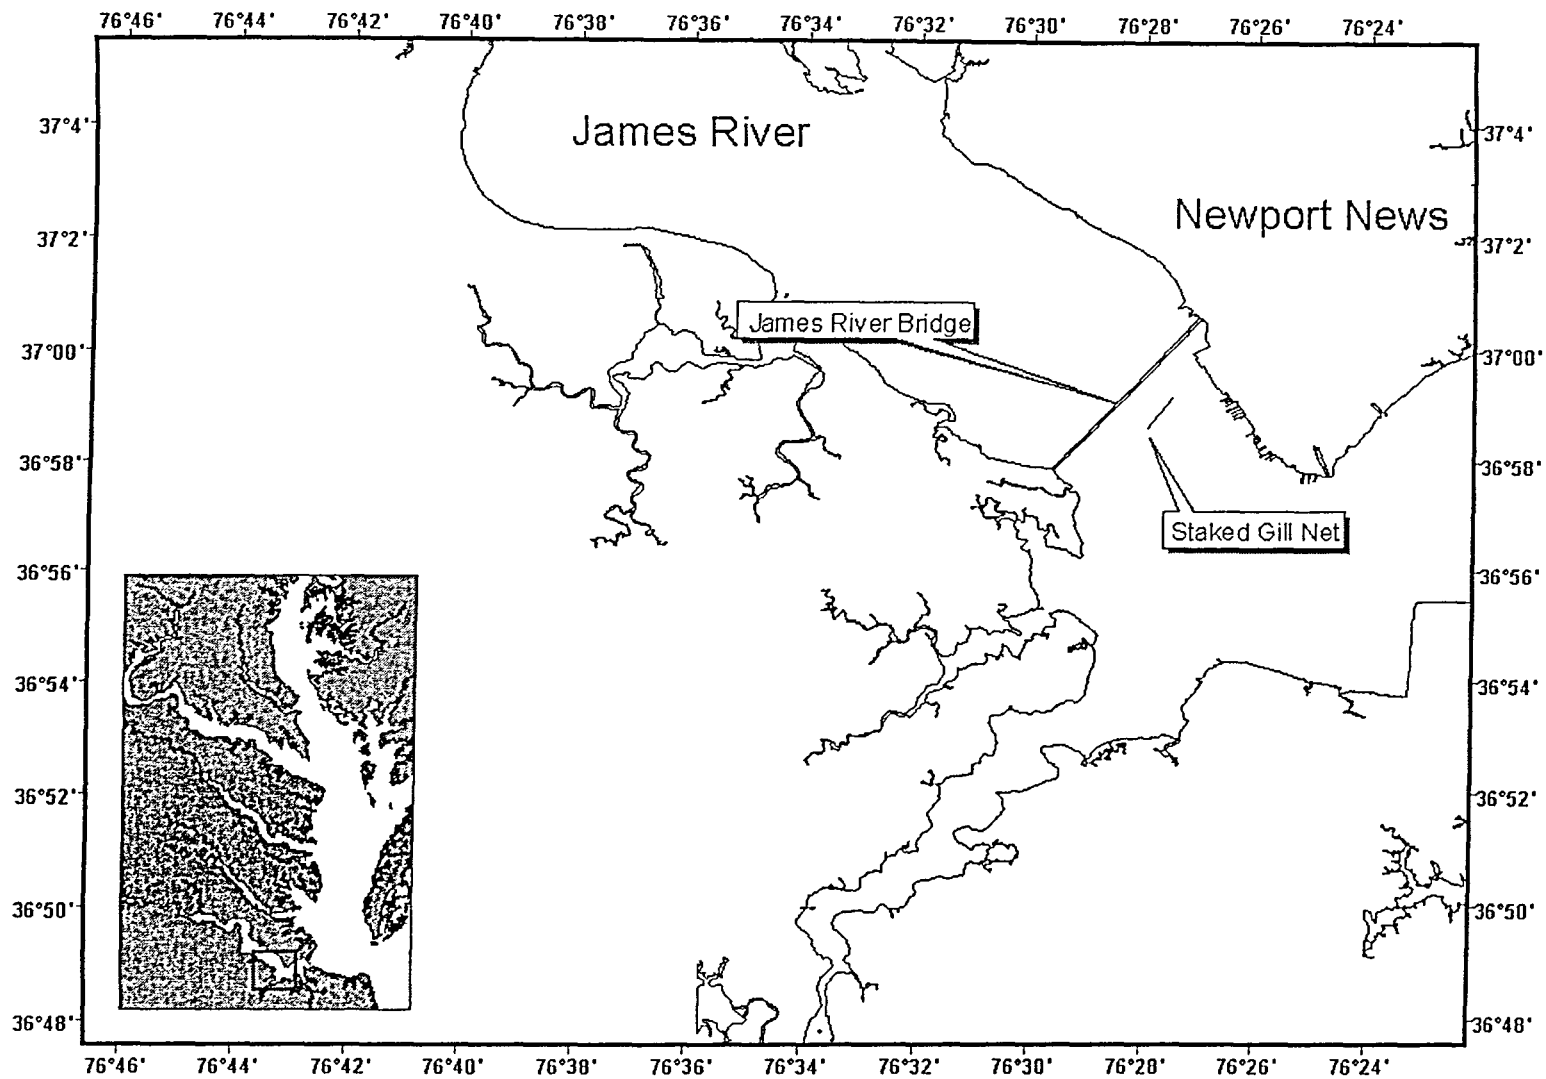 76°46' 76°44' 76°42' 76°40' 76°38' 76°36' 76°34' 76°32' 76°30' 76°28' 76°26' 76°24'
37°4' James River 37°4'
Newport News
37°2' 37°2'
James River Bridge
37°00' 37°00'
36°58' 36°58'
Staked Gill Net
36°56' 36°56'
36°54' 36°54'
36°52' 36°52'
36°50' 36°50'
36°48' 36°48'
76°46' 76°44' 76°42' 76°40' 76°38' 76°36' 76°34' 76°32' 76°30' 76°28' 76°26' 76°24'